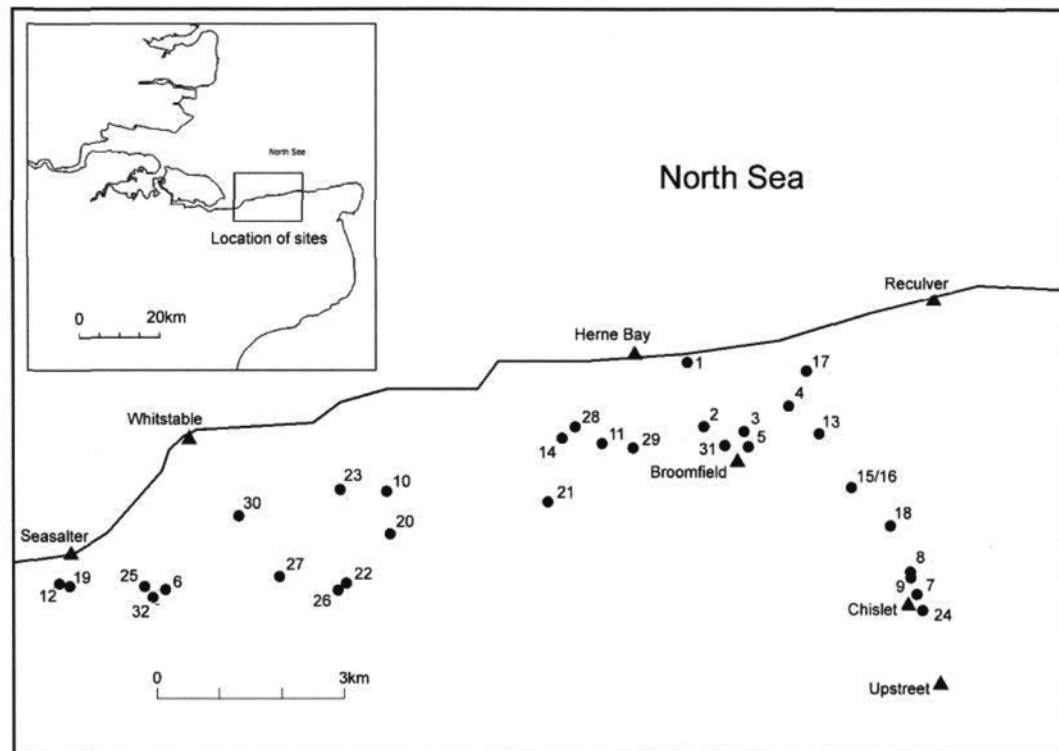 North Sea
Location of sites
0 20km
North Sea
Reculver
Herne Bay
1
17
4
Whitstable
28
2
3
13
14
11
29
31
5
Broomfield
23
10
15/16
30
21
20
18
Seasalter
8
27
22
25
6
9
7
12
19
26
32
Chislet
24
0 3km
Upstreet